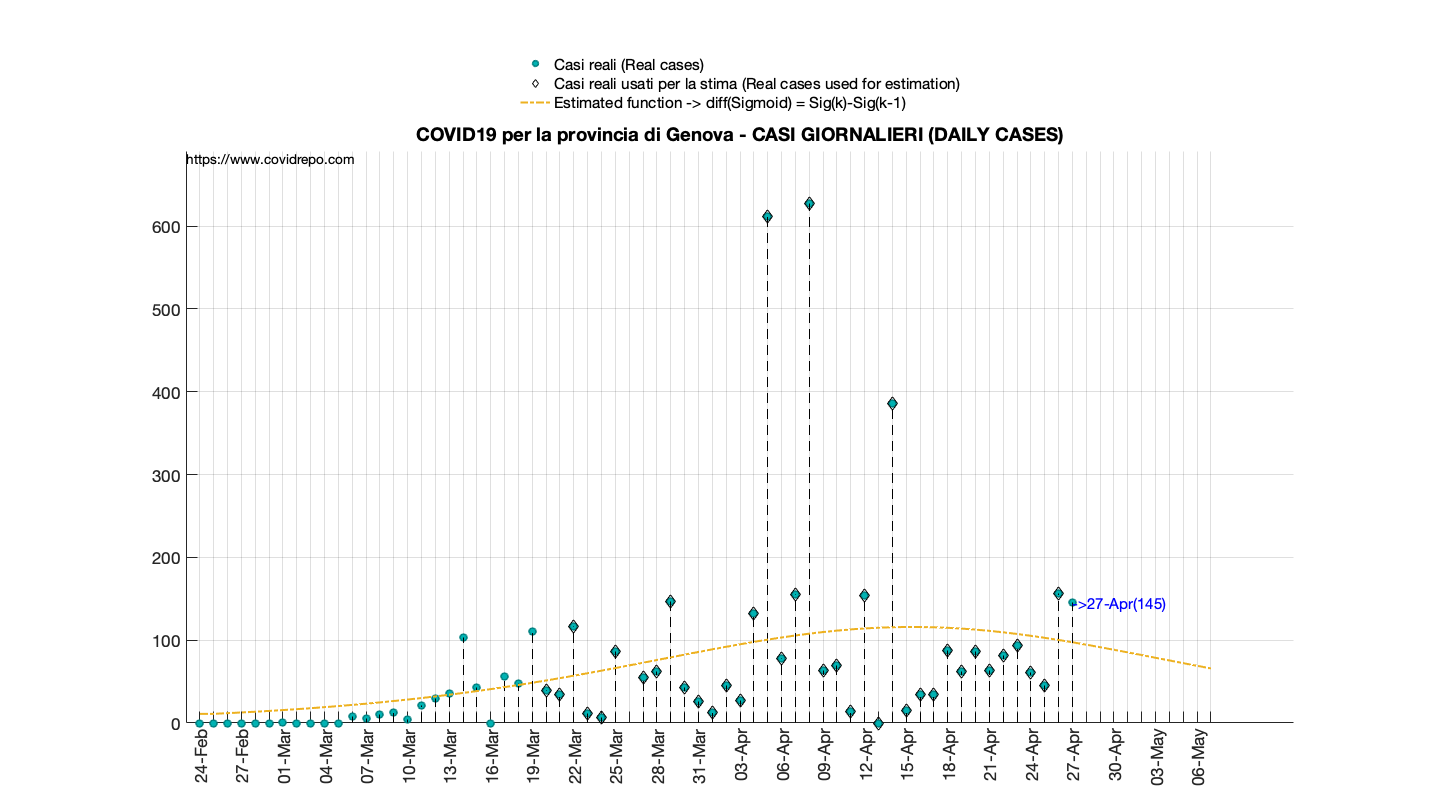 Casi reali (Real cases)
Casi reali usati per la stima (Real cases used for estimation)
Estimated function -> diff(Sigmoid) = Sig(k)-Sig(k-1)
COVID19 per la provincia di Genova - CASI GIORNALIERI (DAILY CASES)
https://www.covidrepo.com
600
500
400
300
200
100
0
->27-Apr(145)
24-Feb
27-Feb
01-Mar
04-Mar
07-Mar
10-Mar
13-Mar
16-Mar
19-Mar
22-Mar
25-Mar
28-Mar
31-Mar
03-Apr
06-Apr
09-Apr
12-Apr
15-Apr
18-Apr
21-Apr
24-Apr
27-Apr
30-Apr
03-May
06-May